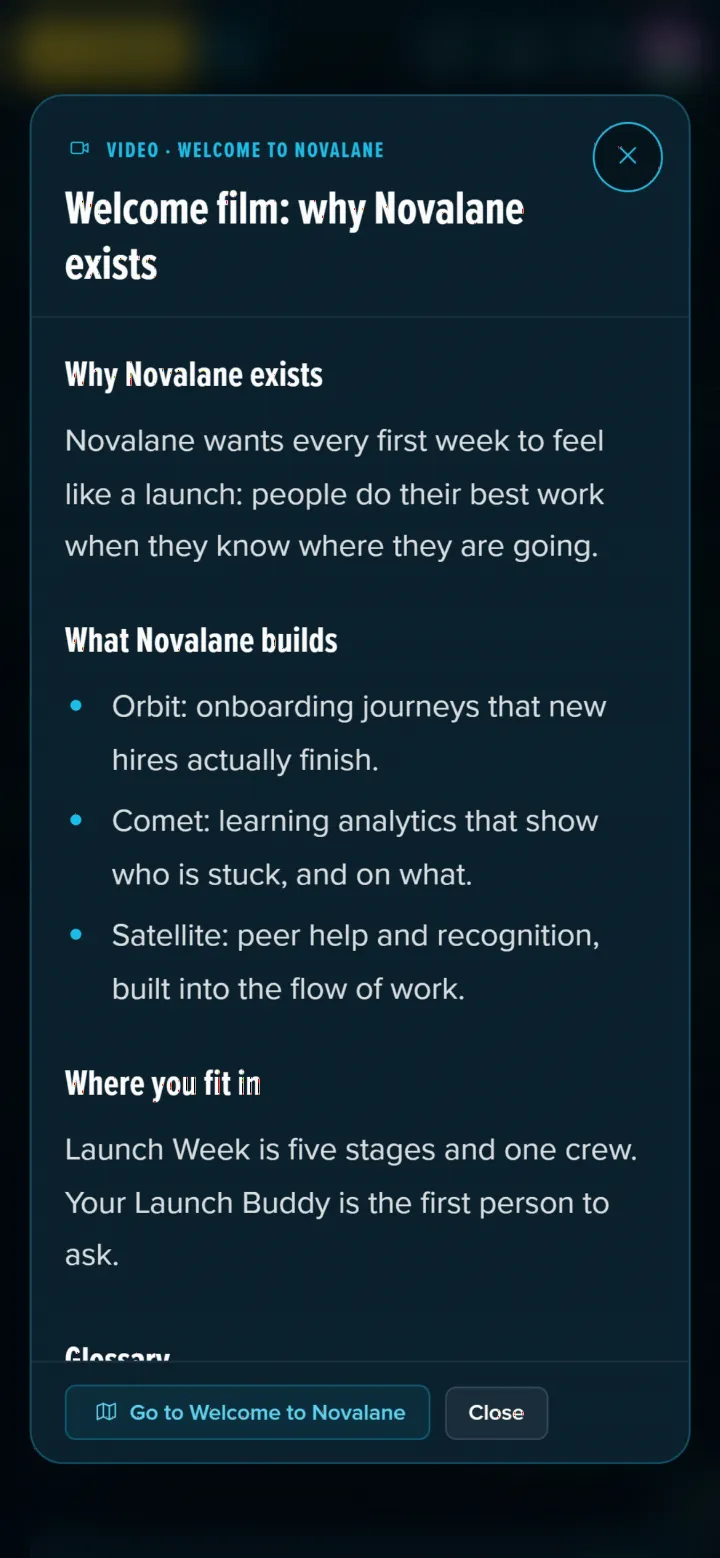 VIDEO · WELCOME TO NOVALANE
Welcome film: why Novalane
exists
Why Novalane exists
Novalane wants every first week to feel
like a launch: people do their best work
when they know where they are going.
What Novalane builds
• Orbit: onboarding journeys that new
hires actually finish.
• Comet: learning analytics that show
who is stuck, and on what.
• Satellite: peer help and recognition,
built into the flow of work.
Where you fit in
Launch Week is five stages and one crew.
Your Launch Buddy is the first person to
ask.
Glossary
Go to Welcome to Novalane
Close